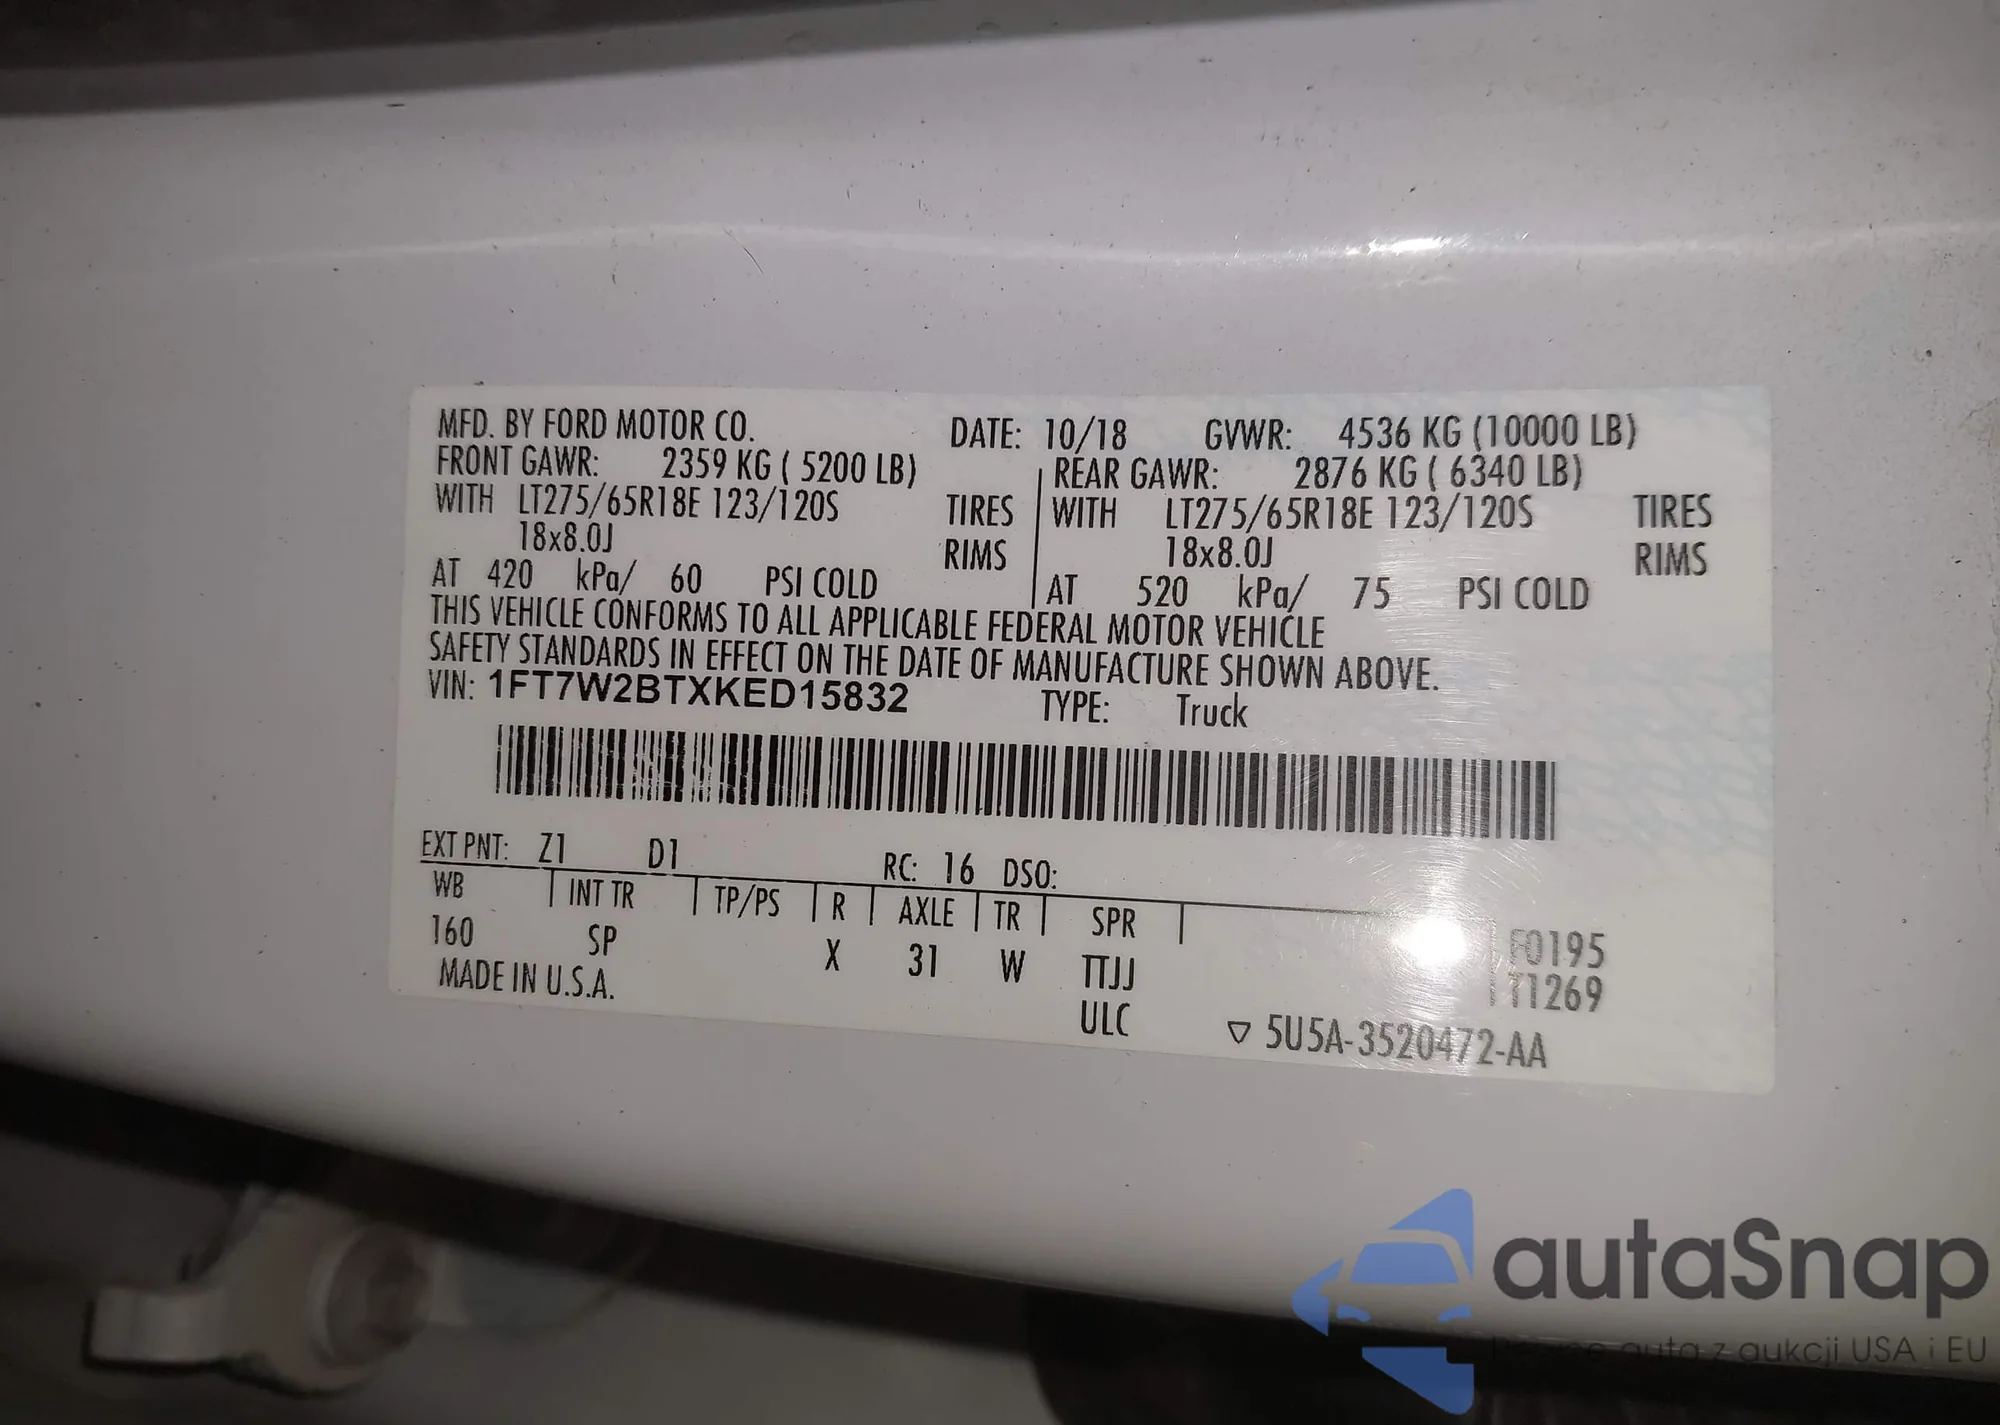 MFD. BY FORD MOTOR CO. DATE: 10/18 GVWR: 4536 KG (10000 LB)
FRONT GAWR: 2359 KG ( 5200 LB) REAR GAWR: 2876 KG ( 6340 LB)
WITH LT275/65R18E 123/120S TIRES WITH LT275/65R18E 123/120S TIRES
18x8.0J RIMS 18x8.0J RIMS
AT 420 kPa/ 60 PSI COLD AT 520 kPa/ 75 PSI COLD
THIS VEHICLE CONFORMS TO ALL APPLICABLE FEDERAL MOTOR VEHICLE
SAFETY STANDARDS IN EFFECT ON THE DATE OF MANUFACTURE SHOWN ABOVE.
VIN: 1FT7W2BTXKED15832 TYPE: Truck
EXT PNT: Z1 D1 RC: 16 DSO:
WB INT TR TP/PS R AXLE TR SPR
160 SP X 31 W TTJJ F0195
MADE IN U.S.A. ULC T1269
▽ 5U5A-3520472-AA
autaSnap
auta z aukcji USA i EU